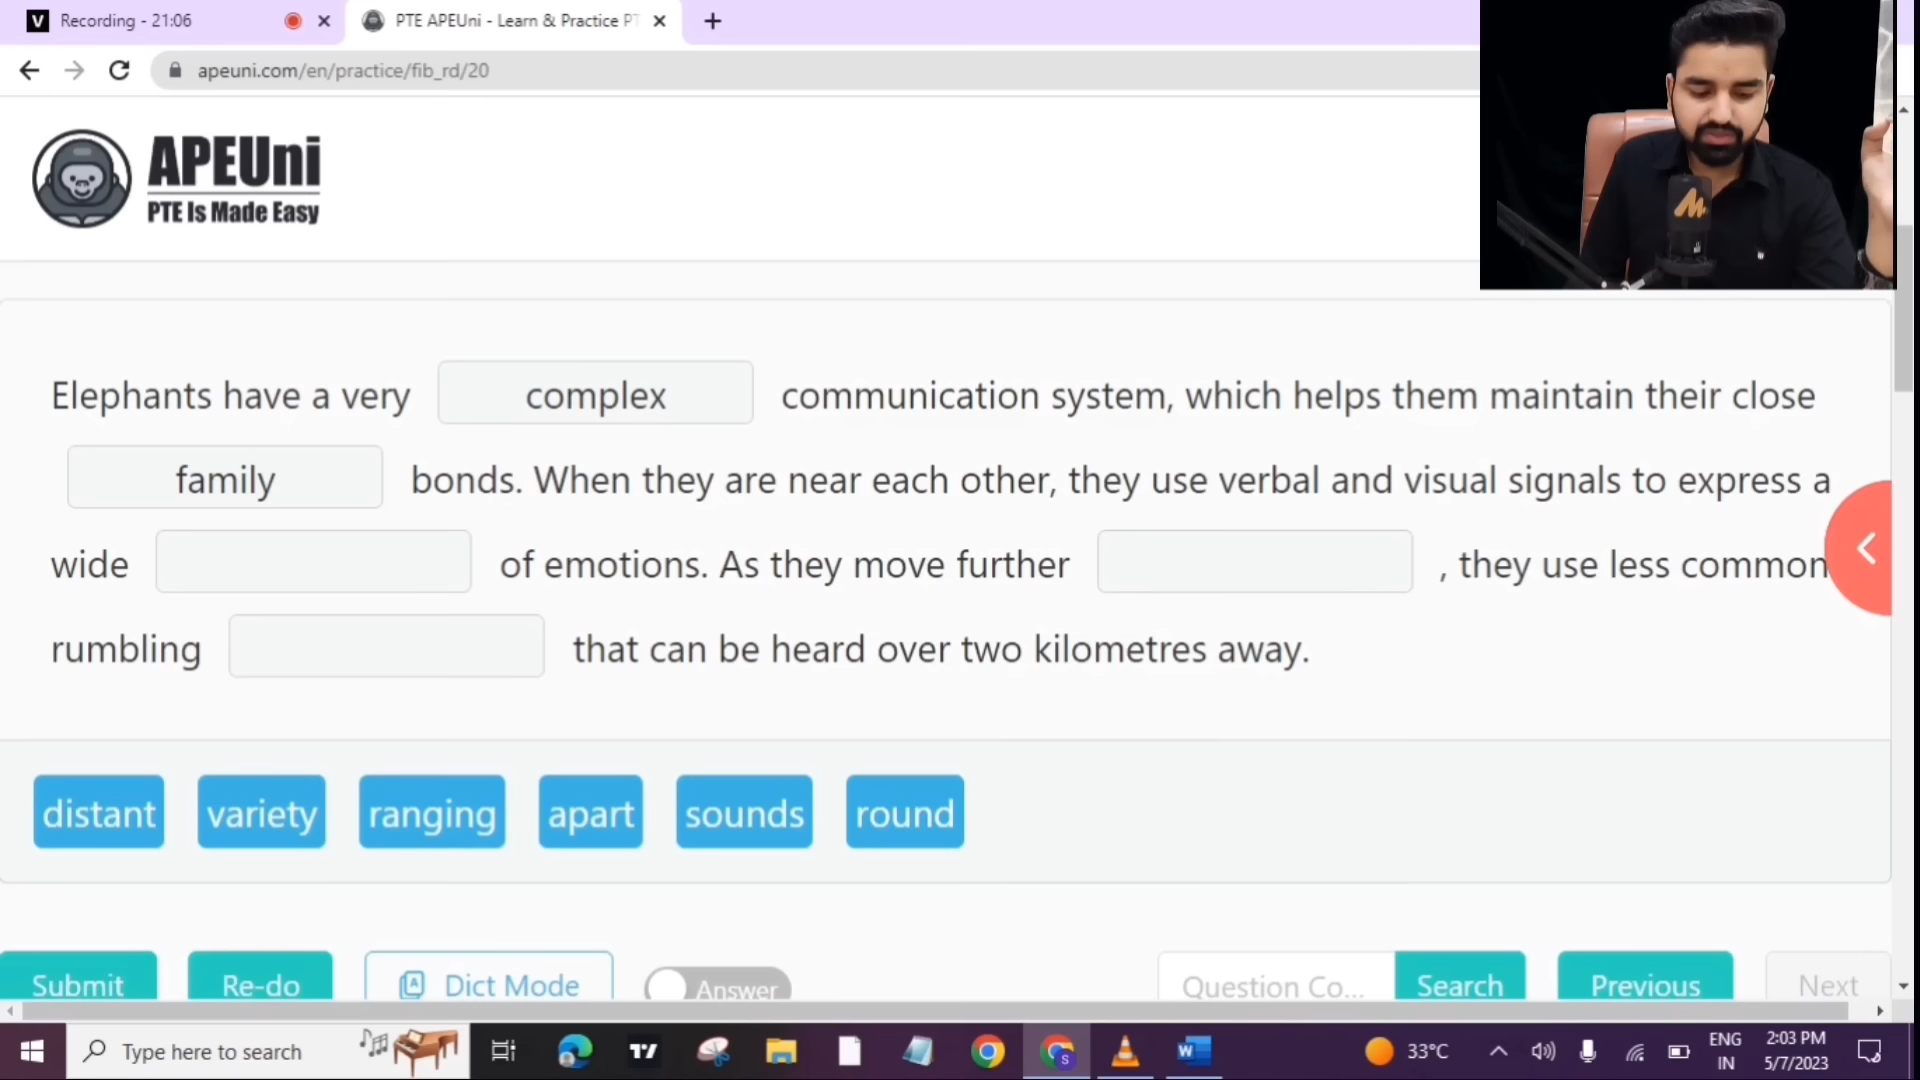 V Recording - 21:06
PTE APEUni - Learn & Practice PT
apeuni.com/en/practice/fib_rd/20
APEUni
PTE Is Made Easy
Elephants have a very complex communication system, which helps them maintain their close
family bonds. When they are near each other, they use verbal and visual signals to express a
wide of emotions. As they move further , they use less common
rumbling that can be heard over two kilometres away.
distant variety ranging apart sounds round
Submit Re-do Dict Mode Answer Question Co... Search Previous Next
Type here to search
33°C
ENG
IN
2:03 PM
5/7/2023